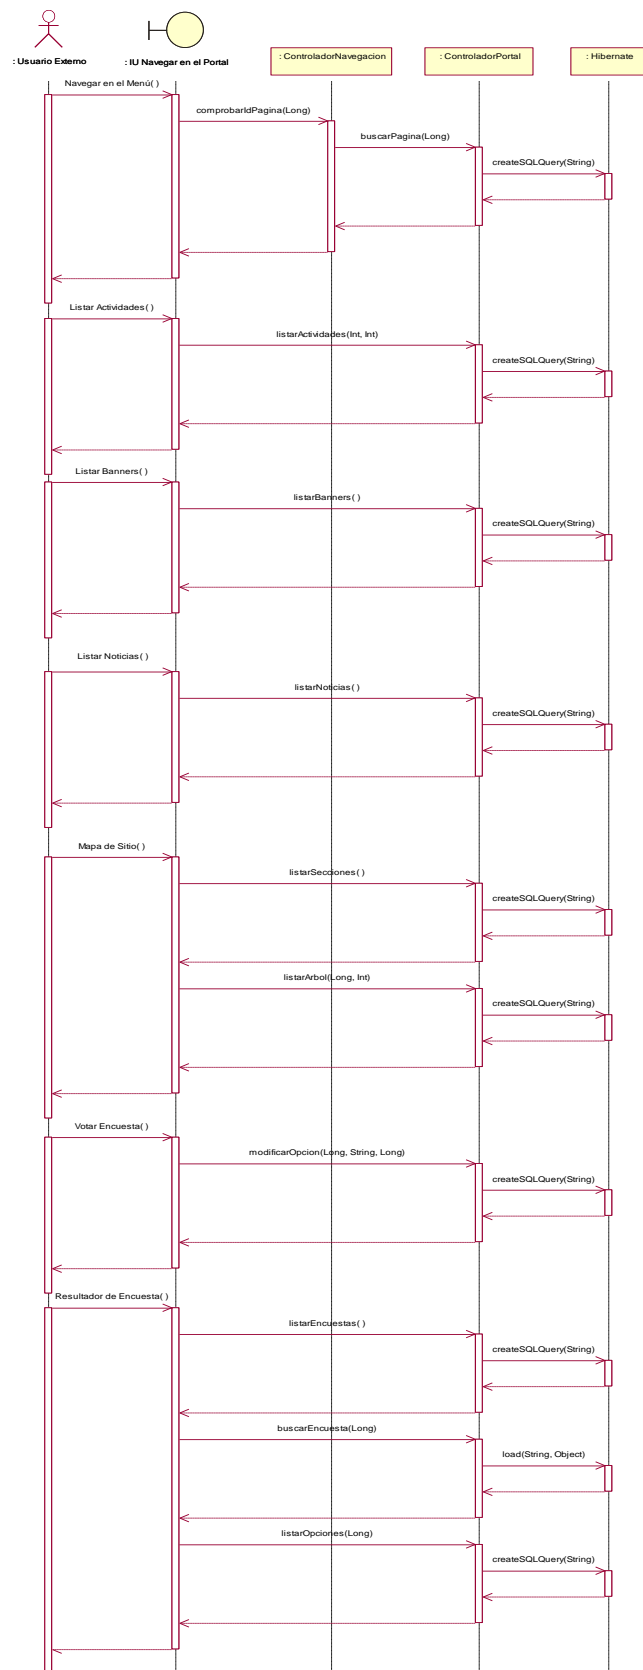 : Usuario Externo
: IU Navegar en el Portal
: ControladorNavegacion
: ControladorPortal
: Hibernate
Navegar en el Menú( )
comprobarIdPagina(Long)
buscarPagina(Long)
createSQLQuery(String)
Listar Actividades( )
listarActividades(Int, Int)
createSQLQuery(String)
Listar Banners( )
listarBanners( )
createSQLQuery(String)
Listar Noticias( )
listarNoticias( )
createSQLQuery(String)
Mapa de Sitio( )
listarSecciones( )
createSQLQuery(String)
listarArbol(Long, Int)
createSQLQuery(String)
Votar Encuesta( )
modificarOpcion(Long, String, Long)
createSQLQuery(String)
Resultador de Encuesta( )
listarEncuestas( )
createSQLQuery(String)
buscarEncuesta(Long)
load(String, Object)
listarOpciones(Long)
createSQLQuery(String)